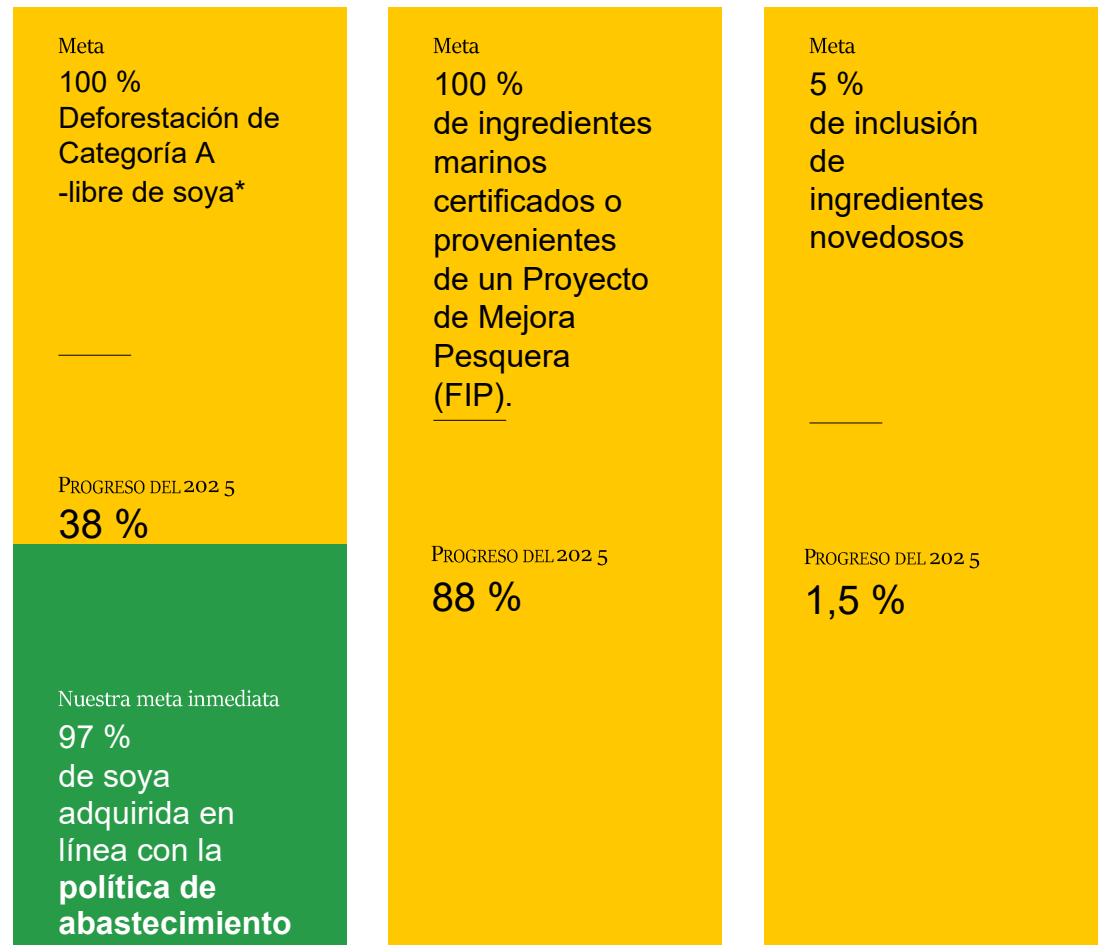 Meta
100 %
Deforestación de
Categoría A
-libre de soya*
PROGRESO DEL 202 5
38 %
Nuestra meta inmediata
97 %
de soya
adquirida en
línea con la
política de
abastecimiento
Meta
100 %
de ingredientes
marinos
certificados o
provenientes
de un Proyecto
de Mejora
Pesquera
(FIP).
PROGRESO DEL 202 5
88 %
Meta
5 %
de inclusión
de
ingredientes
novedosos
PROGRESO DEL 202 5
1,5 %